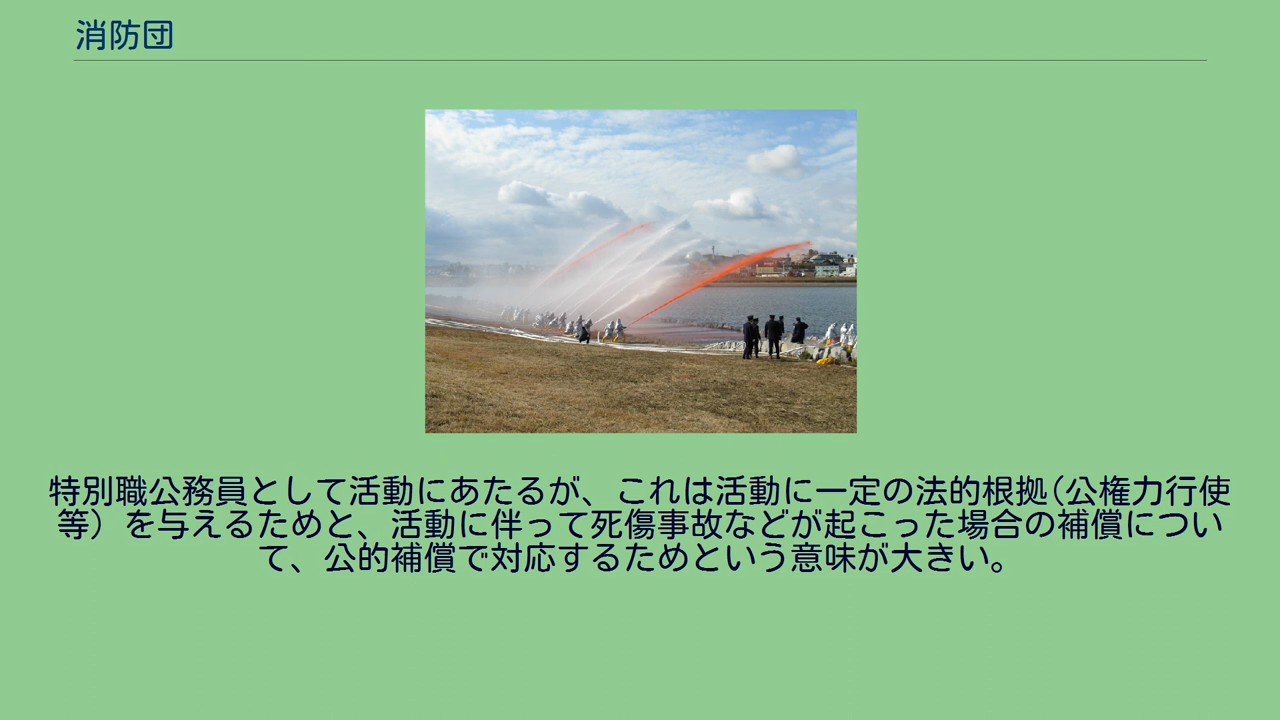 消防団
特別職公務員として活動にあたるが、これは活動に一定の法的根拠(公権力行使
等）を与えるためと、活動に伴って死傷事故などが起こった場合の補償につい
て、公的補償で対応するためという意味が大きい。